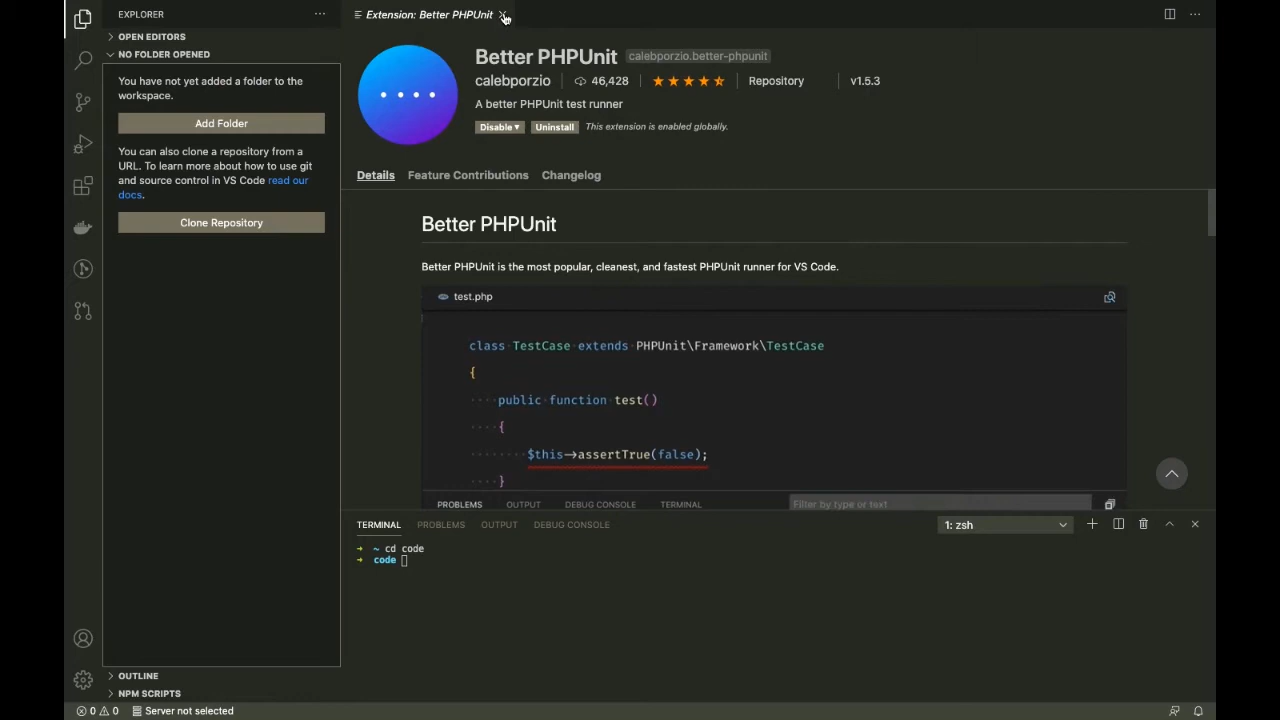 EXPLORER
OPEN EDITORS
NO FOLDER OPENED
You have not yet added a folder to the
workspace.
Add Folder
You can also clone a repository from a
URL. To learn more about how to use git
and source control in VS Code read our
docs.
Clone Repository
OUTLINE
NPM SCRIPTS
Extension: Better PHPUnit
Better PHPUnit calebporzio.better-phpunit
calebporzio 46,428 Repository v1.5.3
A better PHPUnit test runner
Disable Uninstall This extension is enabled globally.
Details Feature Contributions Changelog
Better PHPUnit
Better PHPUnit is the most popular, cleanest, and fastest PHPUnit runner for VS Code.
test.php
class TestCase extends PHPUnit\Framework\TestCase
{
public function test()
{
$this→assertTrue(false);
}
PROBLEMS OUTPUT DEBUG CONSOLE TERMINAL Filter by type or text
TERMINAL PROBLEMS OUTPUT DEBUG CONSOLE 1: zsh
→ ~ cd code
→ code
0 0 Server not selected